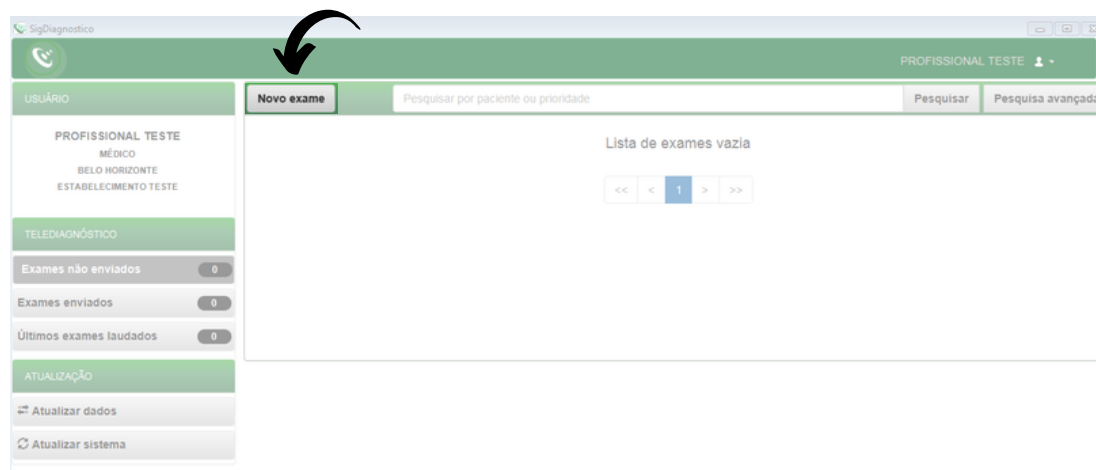 SigDiagnostico
PROFISSIONAL TESTE
USUÁRIO
PROFISSIONAL TESTE
MÉDICO
BELO HORIZONTE
ESTABELECIMENTO TESTE
TELEDIAGNÓSTICO
Exames não enviados 0
Exames enviados 0
Últimos exames laudados 0
ATUALIZAÇÃO
Atualizar dados
Atualizar sistema
Novo exame
Pesquisar por paciente ou prioridade
Pesquisar
Pesquisa avançada
Lista de exames vazia
<< < 1 > >>